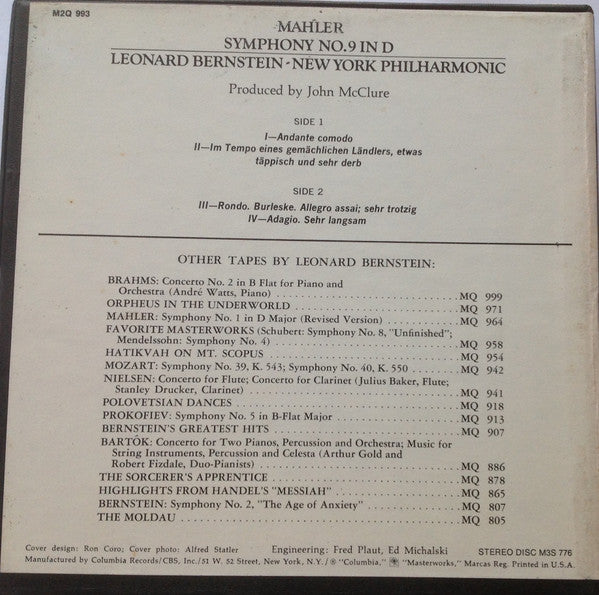 M2Q 993
MAHLER
SYMPHONY NO.9 IN D
LEONARD BERNSTEIN-NEW YORK PHILHARMONIC
Produced by John McClure
SIDE 1
I—Andante comodo
II—Im Tempo eines gemächlichen Ländlers, etwas
täppisch und sehr derb
SIDE 2
III—Rondo. Burleske. Allegro assai; sehr trotzig
IV—Adagio. Sehr langsam
OTHER TAPES BY LEONARD BERNSTEIN:
BRAHMS: Concerto No. 2 in B Flat for Piano and
Orchestra (André Watts, Piano) MQ 999
ORPHEUS IN THE UNDERWORLD MQ 971
MAHLER: Symphony No. 1 in D Major (Revised Version) MQ 964
FAVORITE MASTERWORKS (Schubert: Symphony No. 8, "Unfinished";
Mendelssohn: Symphony No. 4) MQ 958
HATIKVAH ON MT. SCOPUS MQ 954
MOZART: Symphony No. 39, K. 543; Symphony No. 40, K. 550 MQ 942
NIELSEN: Concerto for Flute; Concerto for Clarinet (Julius Baker, Flute;
Stanley Drucker, Clarinet) MQ 941
POLOVETSIAN DANCES MQ 918
PROKOFIEV: Symphony No. 5 in B-Flat Major MQ 913
BERNSTEIN'S GREATEST HITS MQ 907
BARTÓK: Concerto for Two Pianos, Percussion and Orchestra; Music for
String Instruments, Percussion and Celesta (Arthur Gold and
Robert Fizdale, Duo-Pianists) MQ 886
THE SORCERER'S APPRENTICE MQ 878
HIGHLIGHTS FROM HANDEL'S "MESSIAH" MQ 865
BERNSTEIN: Symphony No. 2, "The Age of Anxiety" MQ 807
THE MOLDAU MQ 805
Cover design: Ron Coro; Cover photo: Alfred Statler Engineering: Fred Plaut, Ed Michalski STEREO DISC M3S 776
Manufactured by Columbia Records/CBS, Inc./51 W. 52 Street, New York, N.Y./® "Columbia," "Masterworks," Marcas Reg. Printed in U.S.A.